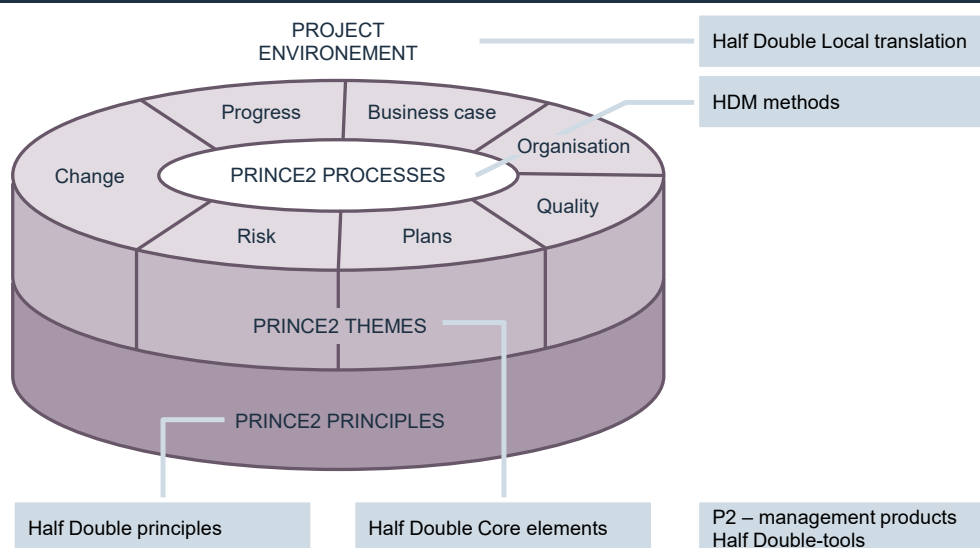 PROJECT
ENVIRONEMENT
Half Double Local translation
HDM methods
Progress
Business case
Organisation
Change
PRINCE2 PROCESSES
Quality
Risk
Plans
PRINCE2 THEMES
PRINCE2 PRINCIPLES
Half Double principles
Half Double Core elements
P2 – management products
Half Double-tools